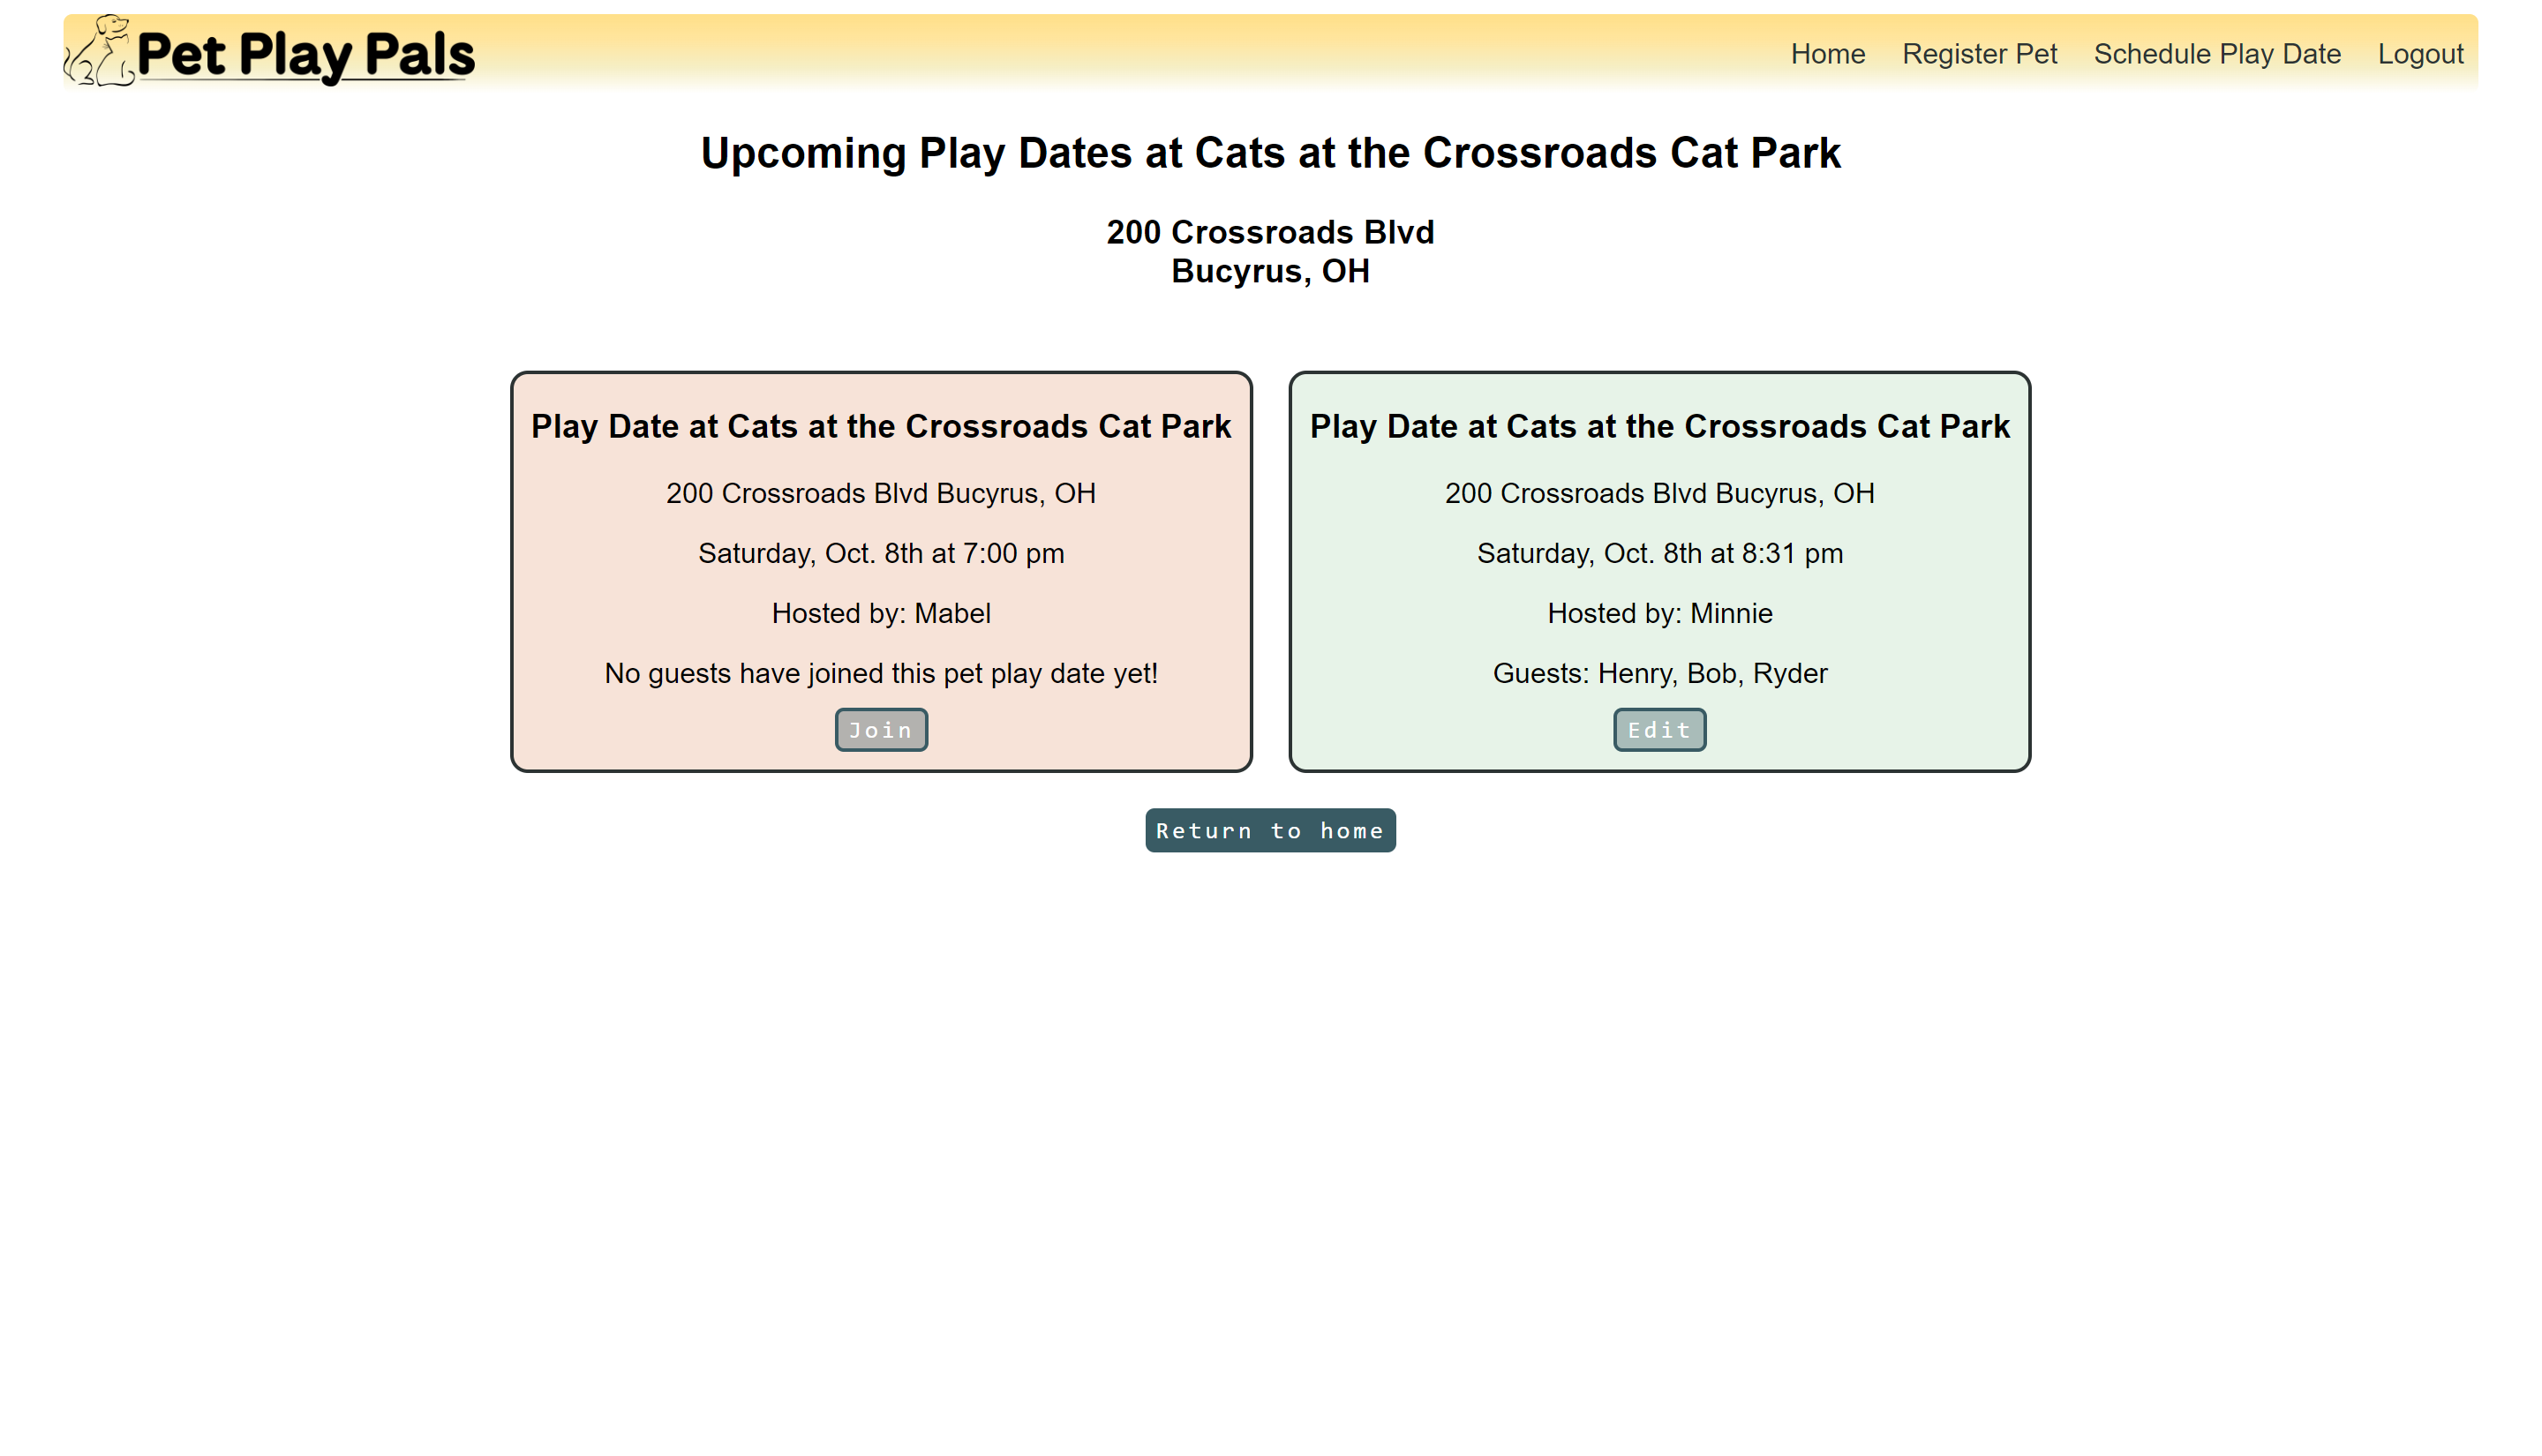 Pet Play Pals
Home Register Pet Schedule Play Date Logout
Upcoming Play Dates at Cats at the Crossroads Cat Park
200 Crossroads Blvd
Bucyrus, OH
Play Date at Cats at the Crossroads Cat Park
200 Crossroads Blvd Bucyrus, OH
Saturday, Oct. 8th at 7:00 pm
Hosted by: Mabel
No guests have joined this pet play date yet!
Join
Play Date at Cats at the Crossroads Cat Park
200 Crossroads Blvd Bucyrus, OH
Saturday, Oct. 8th at 8:31 pm
Hosted by: Minnie
Guests: Henry, Bob, Ryder
Edit
Return to home